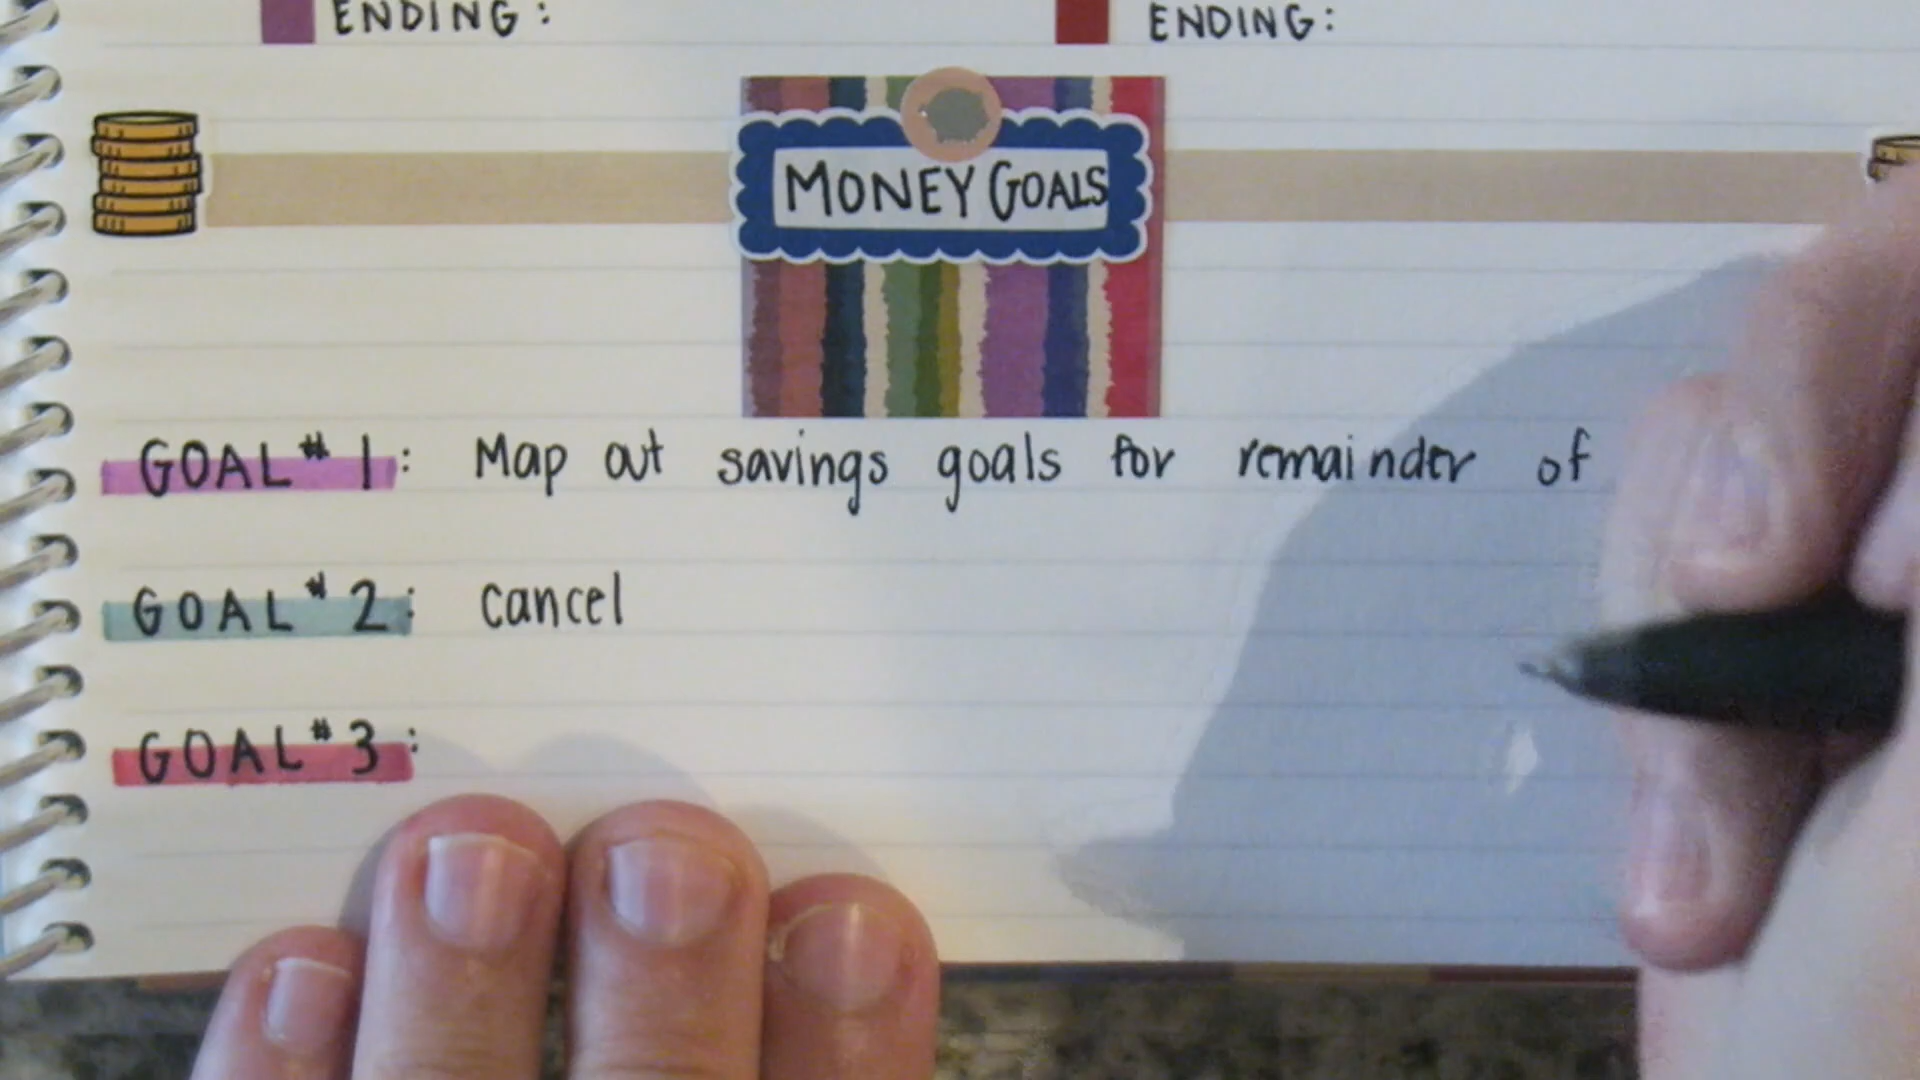 ENDING: ENDING:
MONEY GOALS
GOAL #1: Map out savings goals for remainder of
GOAL #2: cancel
GOAL #3: